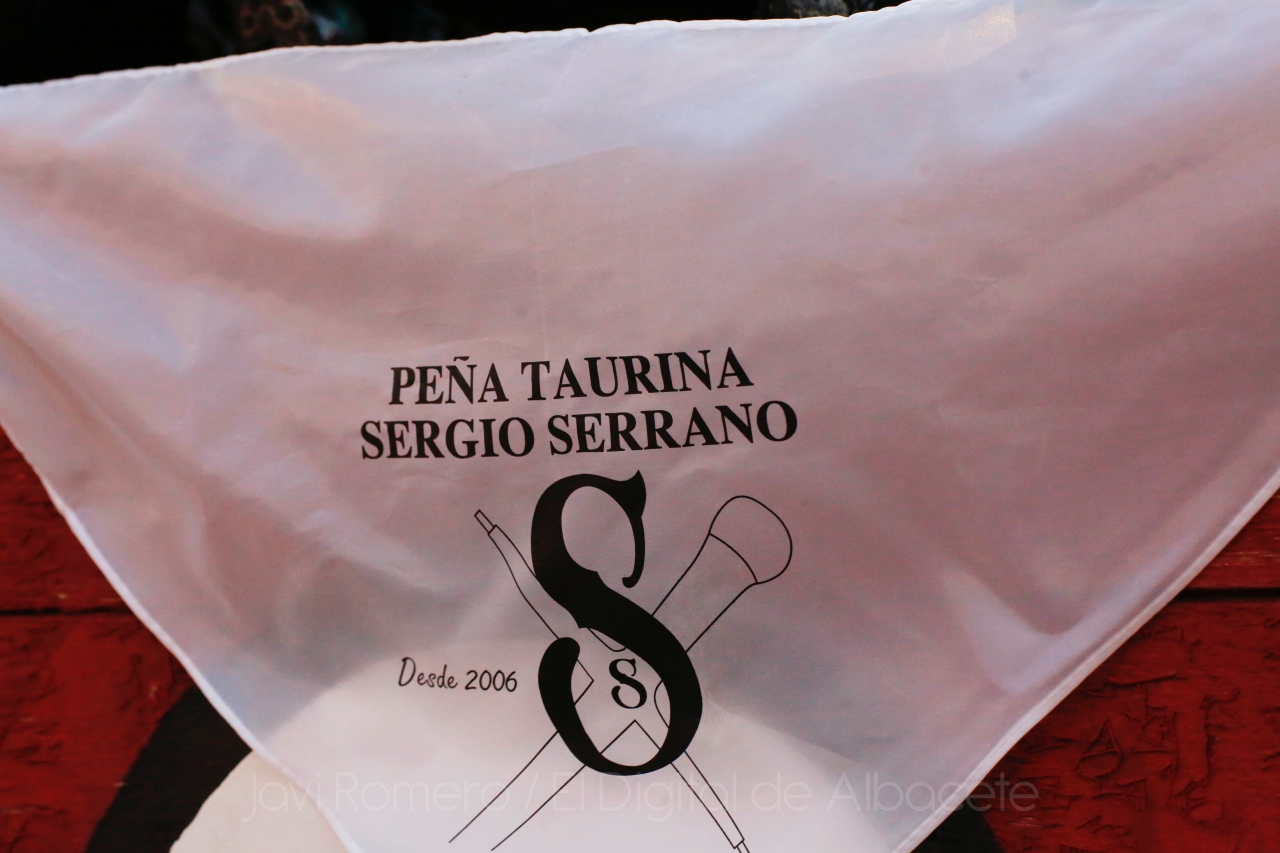 PEÑA TAURINA
SERGIO SERRANO
S
Desde 2006
S
Javi Romero / El Digital de Albacete